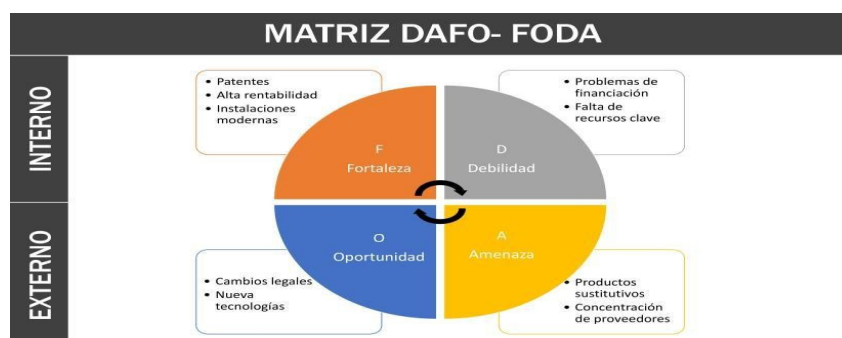 MATRIZ DAFO- FODA
INTERNO
• Patentes
• Alta rentabilidad
• Instalaciones
modernas
F
Fortaleza
D
Debilidad
• Problemas de
financiación
• Falta de
recursos clave
EXTERNO
• Cambios legales
• Nueva
tecnologías
O
Oportunidad
A
Amenaza
• Productos
sustitutivos
• Concentración
de proveedores